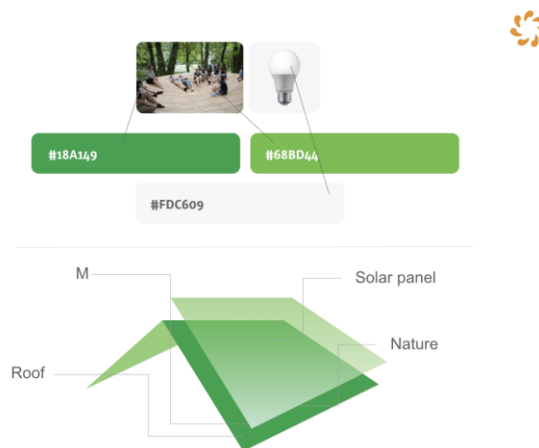 #18A149
#68BD44
#FDC609
M
Solar panel
Nature
Roof